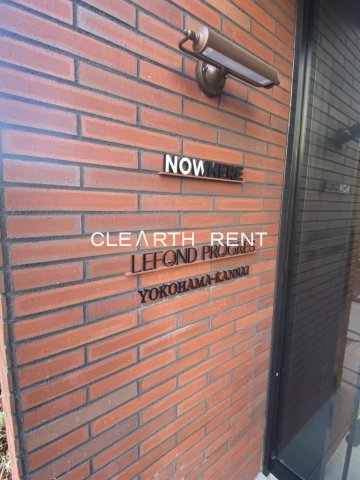 NOWHERE
CLEARTH RENT
LEFOND PROGRES
YOKOHAMA-KANNAI